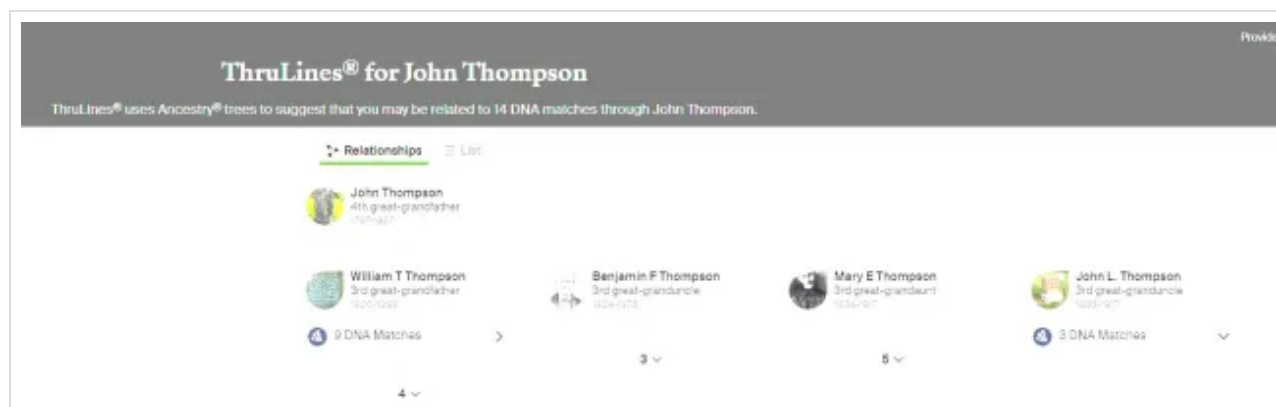 Provide
ThruLines® for John Thompson
ThruLines® uses Ancestry® trees to suggest that you may be related to 14 DNA matches through John Thompson.
Relationships List
John Thompson
4th great-grandfather
William T Thompson
3rd great-grandfather
9 DNA Matches
4
Benjamin F Thompson
3rd great-granduncle
3
Mary E Thompson
3rd great-grandaunt
5
John L. Thompson
3rd great-granduncle
3 DNA Matches